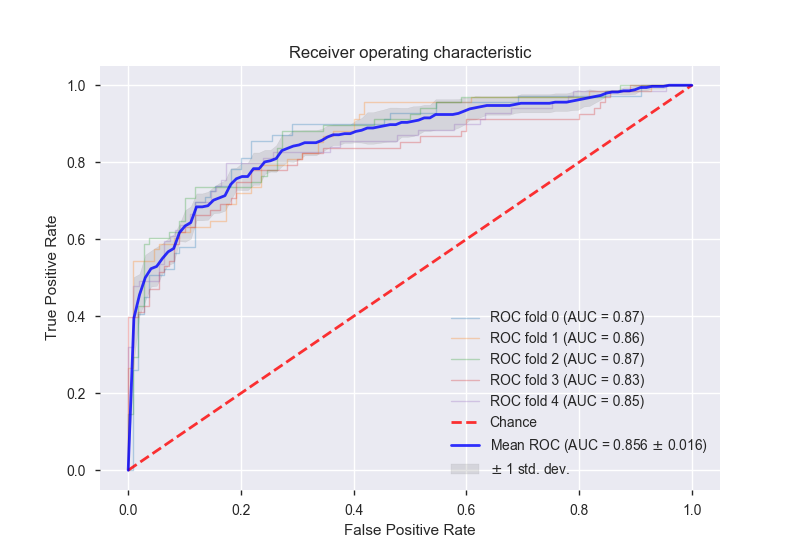 Receiver operating characteristic
1.0
0.8
0.6
0.4
0.2
0.0
True Positive Rate
ROC fold 0 (AUC = 0.87)
ROC fold 1 (AUC = 0.86)
ROC fold 2 (AUC = 0.87)
ROC fold 3 (AUC = 0.83)
ROC fold 4 (AUC = 0.85)
Chance
Mean ROC (AUC = 0.856 ± 0.016)
± 1 std. dev.
0.0 0.2 0.4 0.6 0.8 1.0
False Positive Rate